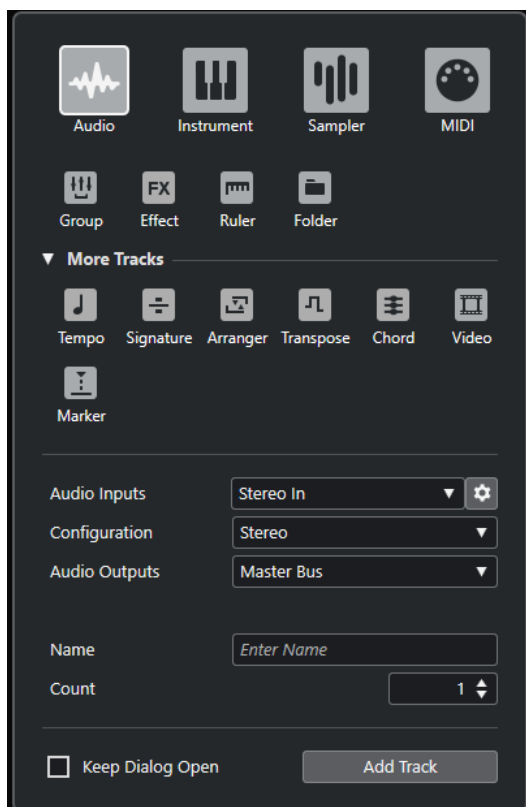 Audio Instrument Sampler MIDI
FX
Group Effect Ruler Folder
More Tracks
Tempo Signature Arranger Transpose Chord Video
Marker
Audio Inputs Stereo In
Configuration Stereo
Audio Outputs Master Bus
Name Enter Name
Count 1
Keep Dialog Open Add Track